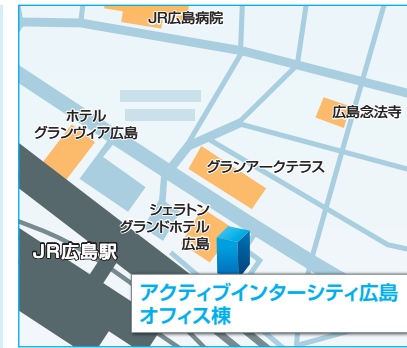 JR広島病院
広島念法寺
ホテル
グランヴィア広島
グランアークテラス
シェラトン
グランドホテル
広島
JR広島駅
アクティブインターシティ広島
オフィス棟